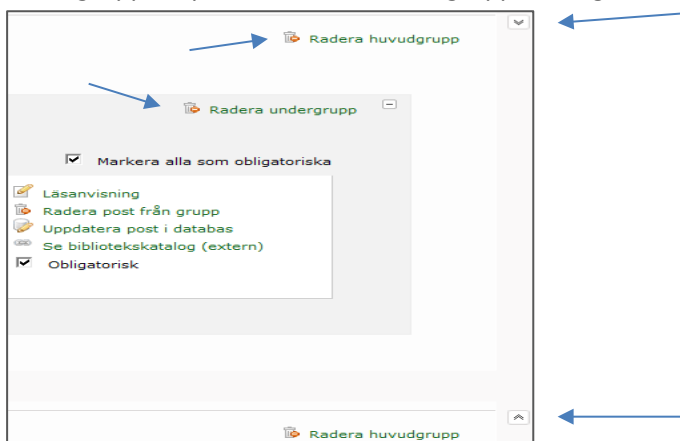 Radera huvudgrupp
Radera undergrupp
Markera alla som obligatoriska
Läsanvisning
Radera post från grupp
Uppdatera post i databas
Se bibliotekskatalog (extern)
Obligatorisk
Radera huvudgrupp